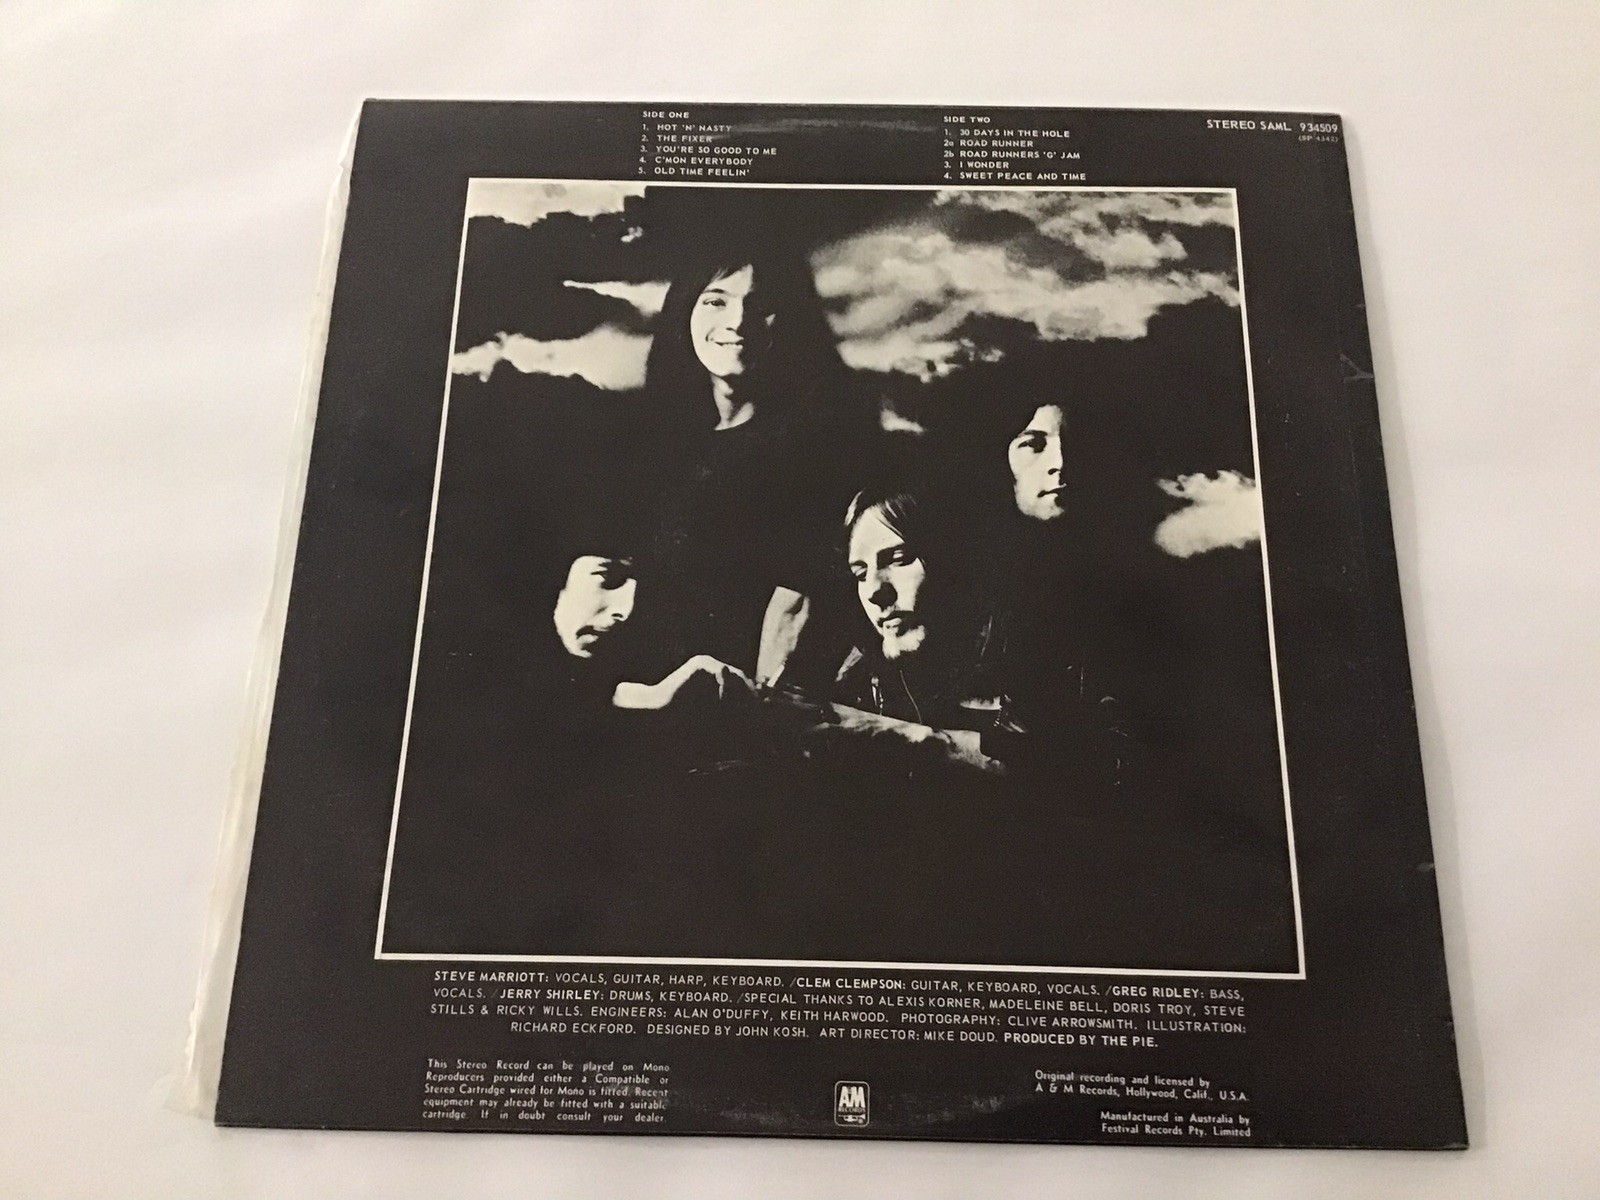 SIDE ONE
1. HOT 'N' NASTY
2. THE FIXER
3. YOU'RE SO GOOD TO ME
4. C'MON EVERYBODY
5. OLD TIME FEELIN'
SIDE TWO
1. 30 DAYS IN THE HOLE
2a ROAD RUNNER
2b ROAD RUNNERS 'G' JAM
3. I WONDER
4. SWEET PEACE AND TIME
STEREO SAML 934509
(SP 4342)
STEVE MARRIOTT: VOCALS, GUITAR, HARP, KEYBOARD. /CLEM CLEMPSON: GUITAR, KEYBOARD, VOCALS. /GREG RIDLEY: BASS,
VOCALS. /JERRY SHIRLEY: DRUMS, KEYBOARD. /SPECIAL THANKS TO ALEXIS KORNER, MADELEINE BELL, DORIS TROY, STEVE
STILLS & RICKY WILLS. ENGINEERS: ALAN O'DUFFY, KEITH HARWOOD. PHOTOGRAPHY: CLIVE ARROWSMITH. ILLUSTRATION:
RICHARD ECKFORD. DESIGNED BY JOHN KOSH. ART DIRECTOR: MIKE DOUD. PRODUCED BY THE PIE.
This Stereo Record can be played on Mono
Reproducers provided either a Compatible or
Stereo Cartridge wired for Mono is fitted. Recent
equipment may already be fitted with a suitable
cartridge. If in doubt consult your dealer.
AM
RECORDS
Original recording and licensed by
A & M Records, Hollywood, Calif., U.S.A.
Manufactured in Australia by
Festival Records Pty. Limited